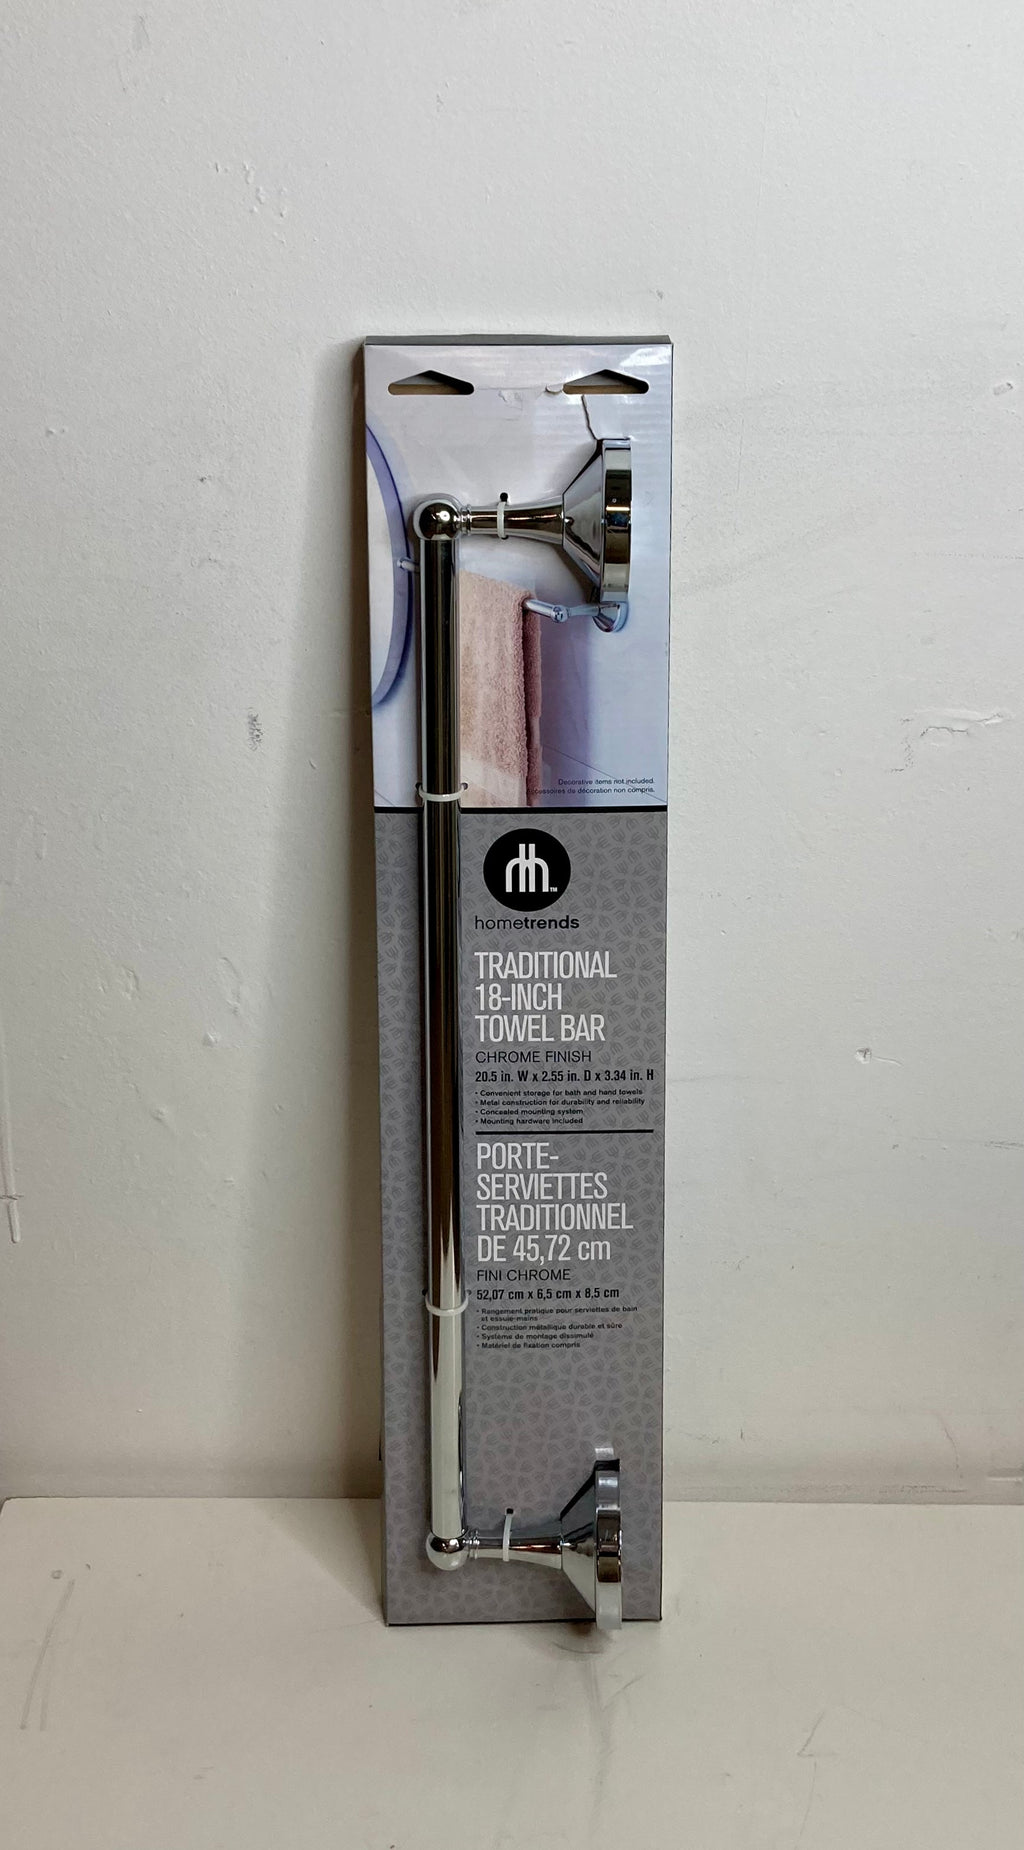 Decorative items not included.
Accessoires de décoration non compris.
TM
hometrends
TRADITIONAL
18-INCH
TOWEL BAR
CHROME FINISH
20.5 in. W x 2.55 in. D x 3.34 in. H
• Convenient storage for bath and hand towels
• Metal construction for durability and reliability
• Concealed mounting system
• Mounting hardware included
PORTE-
SERVIETTES
TRADITIONNEL
DE 45,72 cm
FINI CHROME
52,07 cm x 6,5 cm x 8,5 cm
• Rangement pratique pour serviettes de bain
et essuie-mains
• Construction métallique durable et sûre
• Système de montage dissimulé
• Matériel de fixation compris